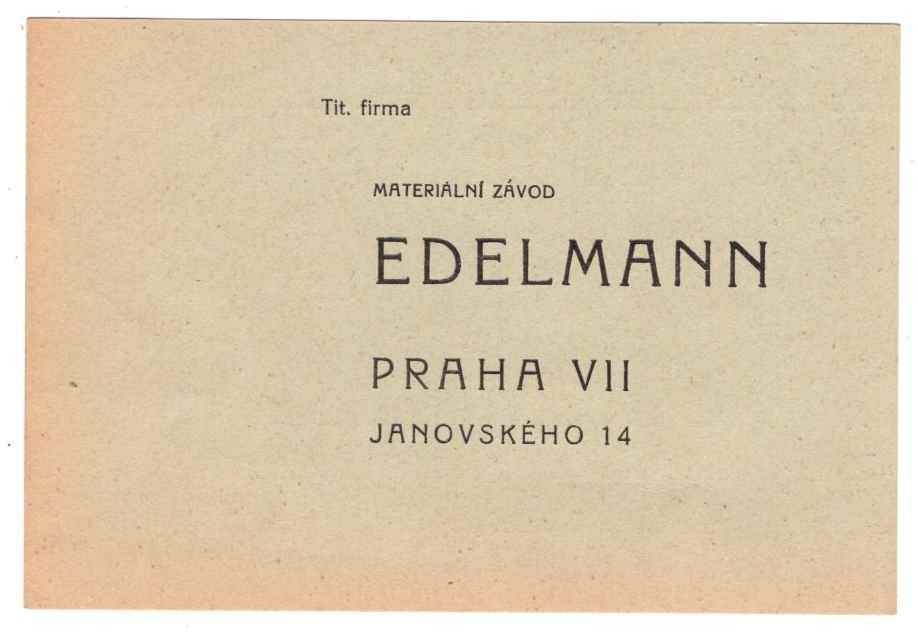 Tit. firma
MATERIÁLNÍ ZÁVOD
EDELMANN
PRAHA VII
JANOVSKÉHO 14